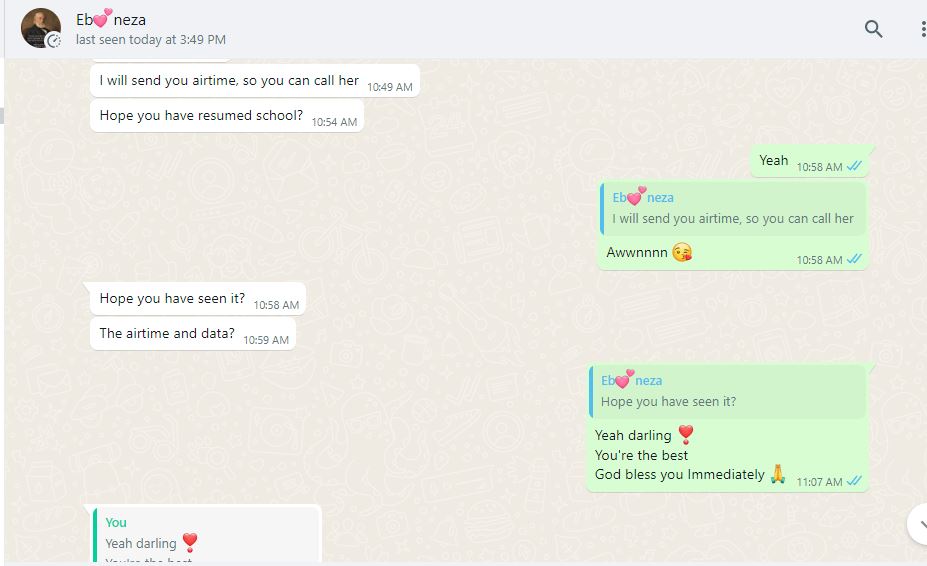 Eb💕neza
last seen today at 3:49 PM
I will send you airtime, so you can call her 10:49 AM
Hope you have resumed school? 10:54 AM
Yeah 10:58 AM
Eb💕neza
I will send you airtime, so you can call her
Awwnnnn 😘 10:58 AM
Hope you have seen it? 10:58 AM
The airtime and data? 10:59 AM
Eb💕neza
Hope you have seen it?
Yeah darling ❣️
You're the best
God bless you Immediately 🙏 11:07 AM
You
Yeah darling ❣️
You're the best